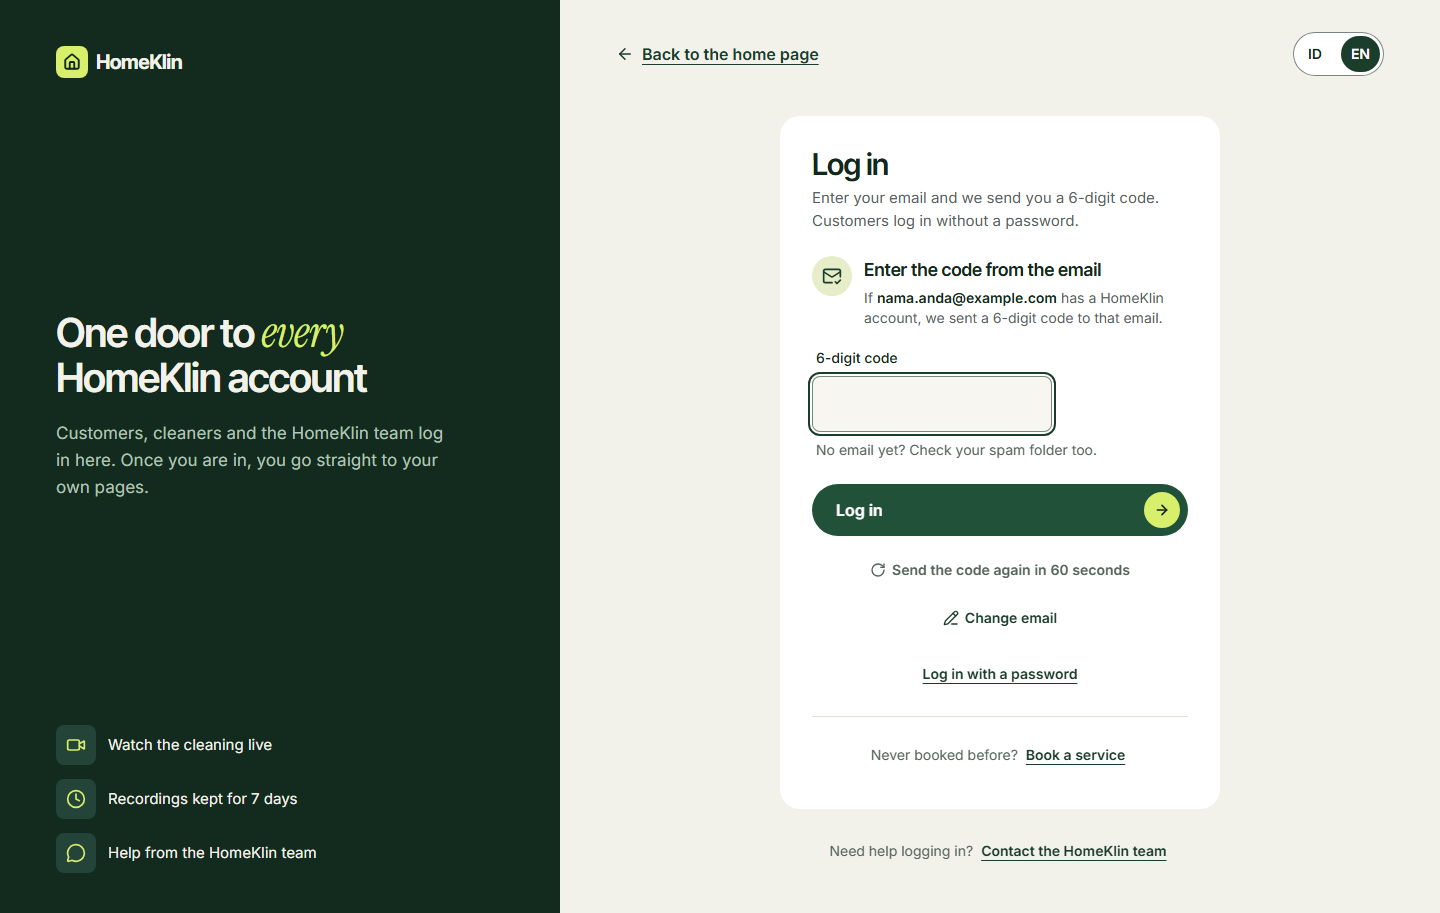 HomeKlin
One door to every
HomeKlin account
Customers, cleaners and the HomeKlin team log
in here. Once you are in, you go straight to your
own pages.
Watch the cleaning live
Recordings kept for 7 days
Help from the HomeKlin team
Back to the home page
ID EN
Log in
Enter your email and we send you a 6-digit code.
Customers log in without a password.
Enter the code from the email
If nama.anda@example.com has a HomeKlin
account, we sent a 6-digit code to that email.
6-digit code
No email yet? Check your spam folder too.
Log in
Send the code again in 60 seconds
Change email
Log in with a password
Never booked before? Book a service
Need help logging in? Contact the HomeKlin team